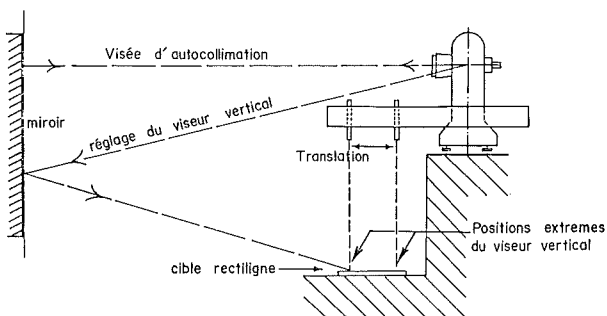 Visée d'autocollimation
miroir
réglage du viseur vertical
Translation
Positions extremes
du viseur vertical
cible rectiligne